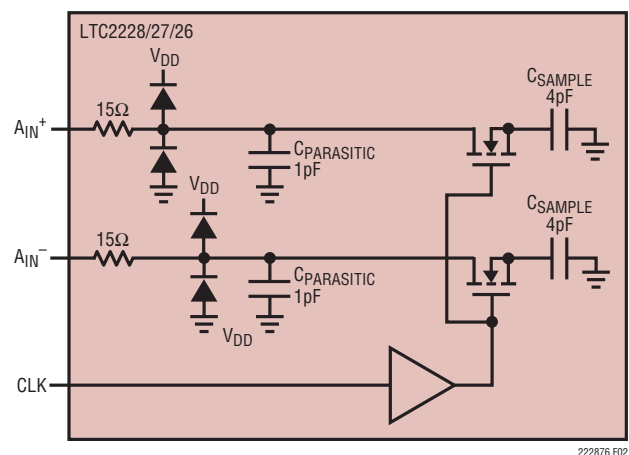 LTC2228/27/26
VDD
CSAMPLE
4pF
15Ω
AIN+
CPARASITIC
1pF
VDD
CSAMPLE
4pF
15Ω
AIN–
CPARASITIC
1pF
VDD
CLK
222876 F02